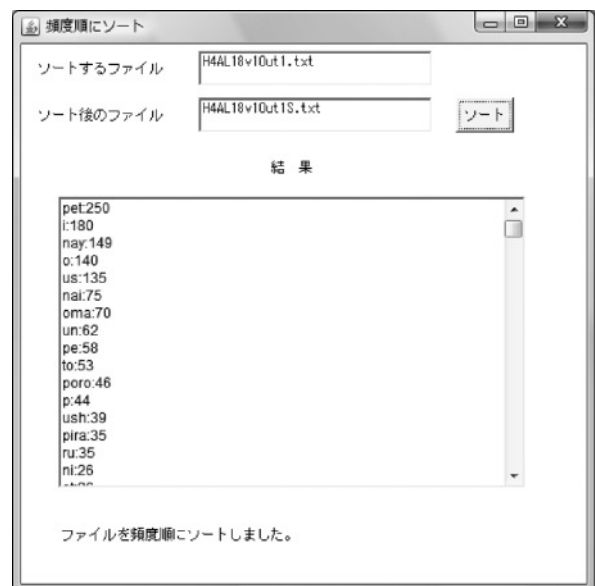 頻度順にソート
ソートするファイル H4AL18v1Out1.txt
ソート後のファイル H4AL18v1Out1S.txt ソート
結 果
pet:250
i:180
nay:149
o:140
us:135
nai:75
oma:70
un:62
pe:58
to:53
poro:46
p:44
ush:39
pira:35
ru:35
ni:26
ファイルを頻度順にソートしました。